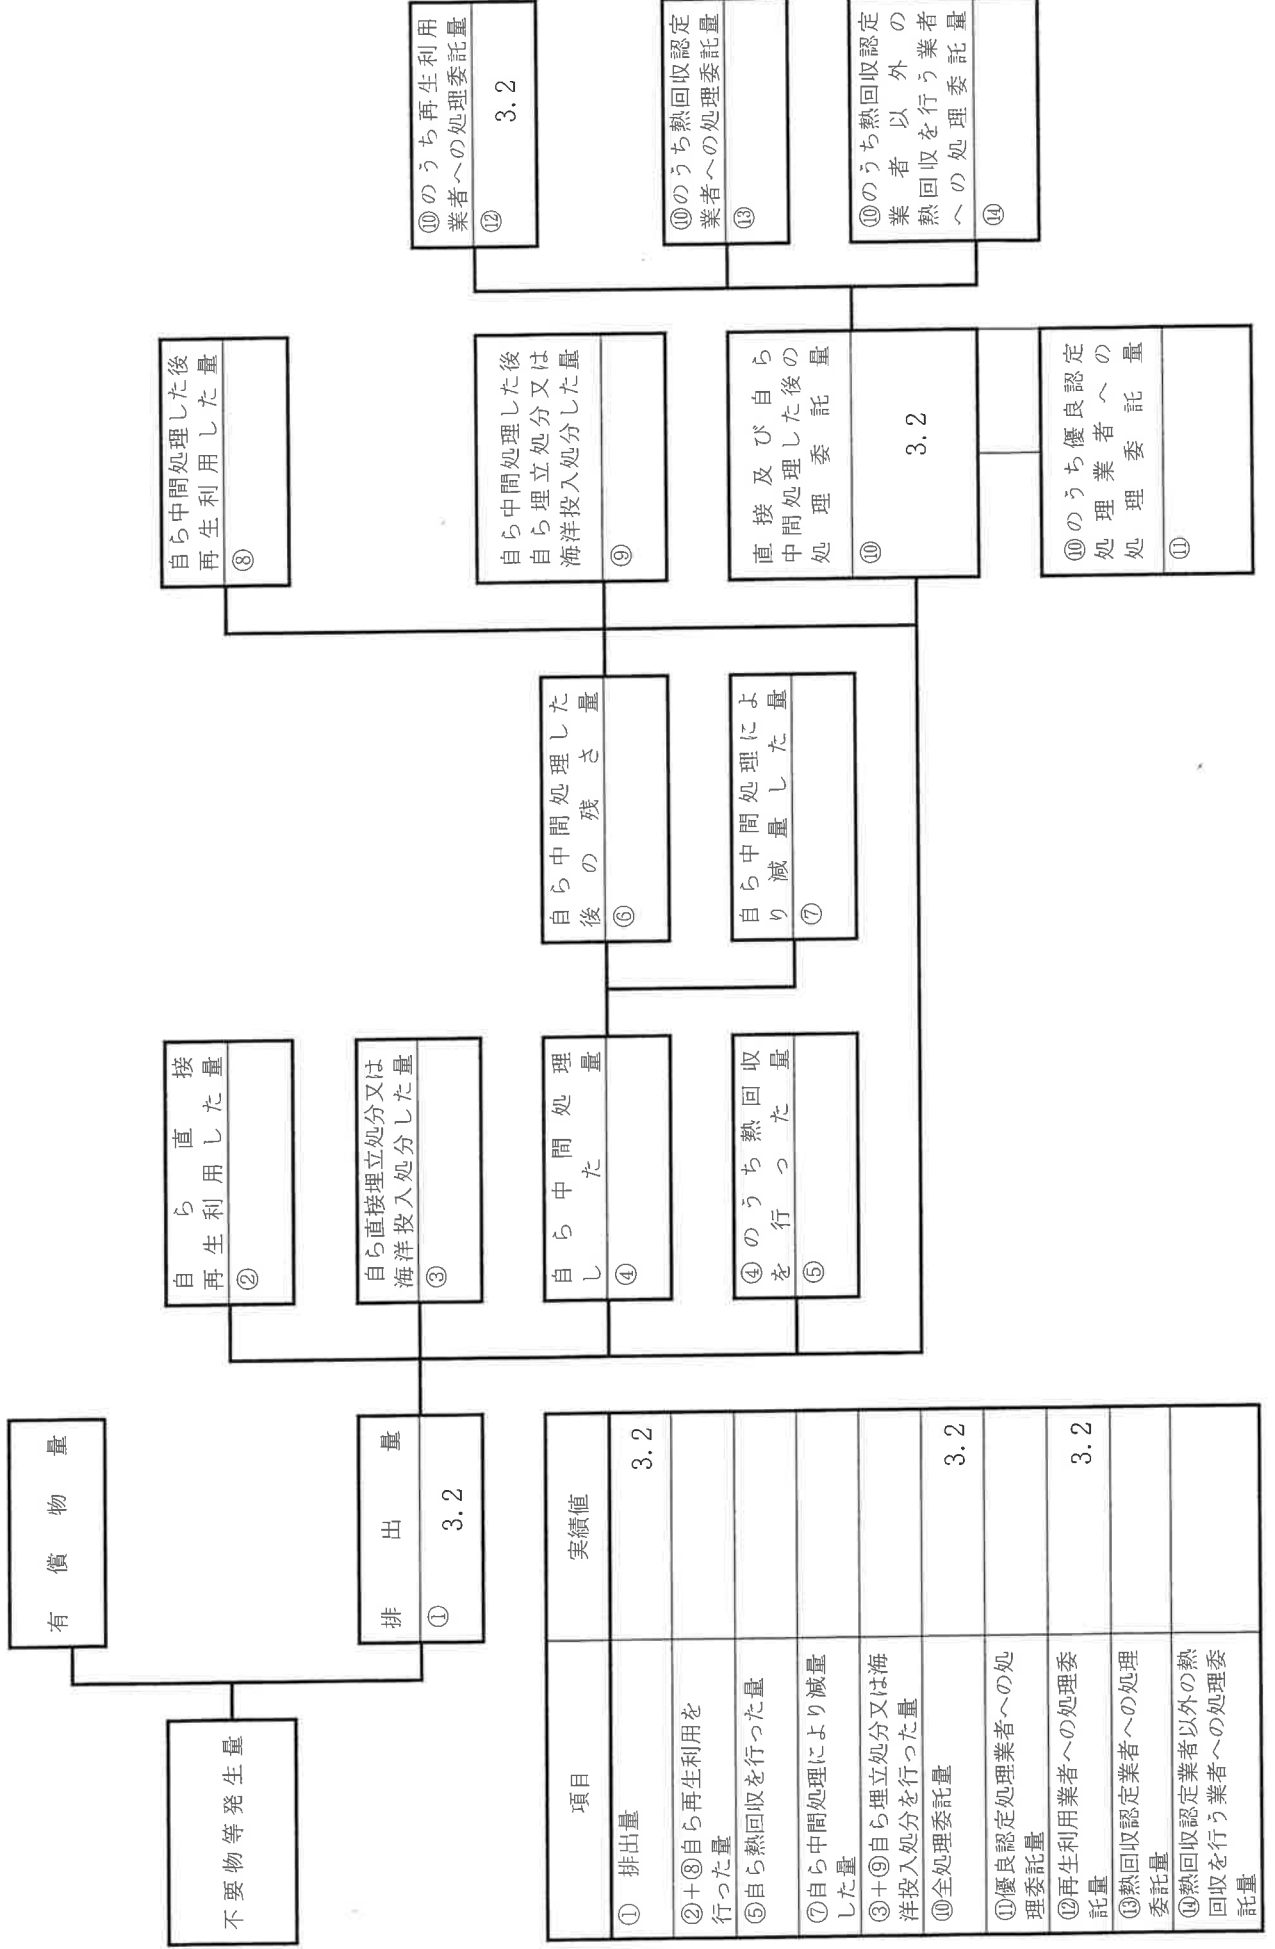 不要物等発生量
有償物量
排出量
① 3.2
自ら直接
再生利用した量
②
自ら直接埋立処分又は
海洋投入処分した量
③
自ら中間処理
した量
④
④のうち熱回収
を行った量
⑤
自ら中間処理した
後の残さ量
⑥
自ら中間処理によ
り減量した量
⑦
自ら中間処理した後
再生利用した量
⑧
自ら中間処理した後
自ら埋立処分又は
海洋投入処分した量
⑨
直接及び自ら
中間処理した後の
処理委託量
⑩ 3.2
⑩のうち優良認定
処理業者への
処理委託量
⑪
⑩のうち再生利用
業者への処理委託量
⑫ 3.2
⑩のうち熱回収認定
業者への処理委託量
⑬
⑩のうち熱回収認定
業者以外の
熱回収を行う業者
への処理委託量
⑭
項目 実績値
① 排出量 3.2
②+⑧自ら再生利用を
行った量
⑤自ら熱回収を行った量
⑦自ら中間処理により減量
した量
③+⑨自ら埋立処分又は海
洋投入処分を行った量
⑩全処理委託量 3.2
⑪優良認定処理業者への処
理委託量
⑫再生利用業者への処理委
託量 3.2
⑬熱回収認定業者への処理
委託量
⑭熱回収認定業者以外の熱
回収を行う業者への処理委
託量